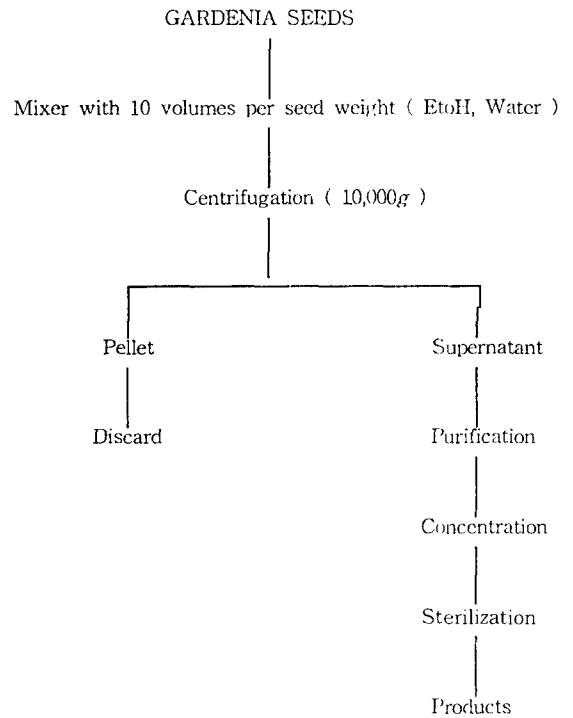 GARDENIA SEEDS
Mixer with 10 volumes per seed weight ( EtoH, Water )
Centrifugation ( 10,000g )
Pellet
Supernatant
Discard
Purification
Concentration
Sterilization
Products